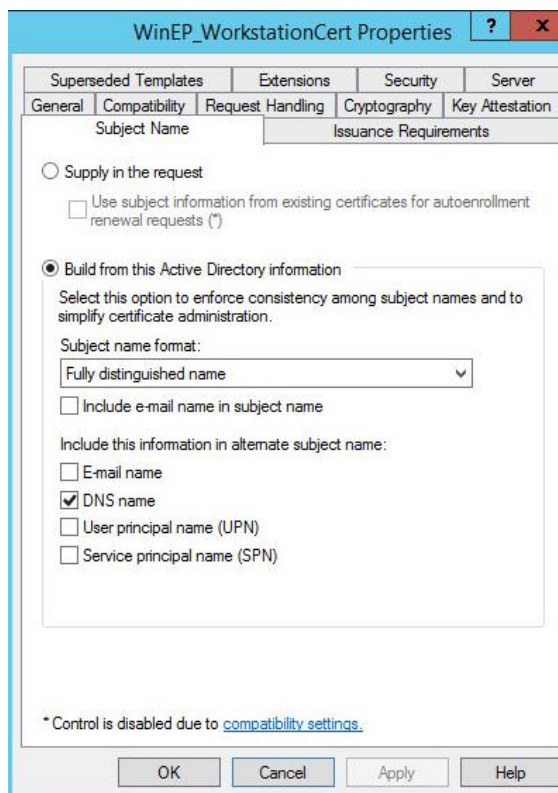 WinEP_WorkstationCert Properties
?
x
Superseded Templates
Extensions
Security
Server
General
Compatibility
Request Handling
Cryptography
Key Attestation
Subject Name
Issuance Requirements
Supply in the request
Use subject information from existing certificates for autoenrollment
renewal requests (*)
Build from this Active Directory information
Select this option to enforce consistency among subject names and to
simplify certificate administration.
Subject name format:
Fully distinguished name
Include e-mail name in subject name
Include this information in alternate subject name:
E-mail name
DNS name
User principal name (UPN)
Service principal name (SPN)
* Control is disabled due to compatibility settings.
OK
Cancel
Apply
Help